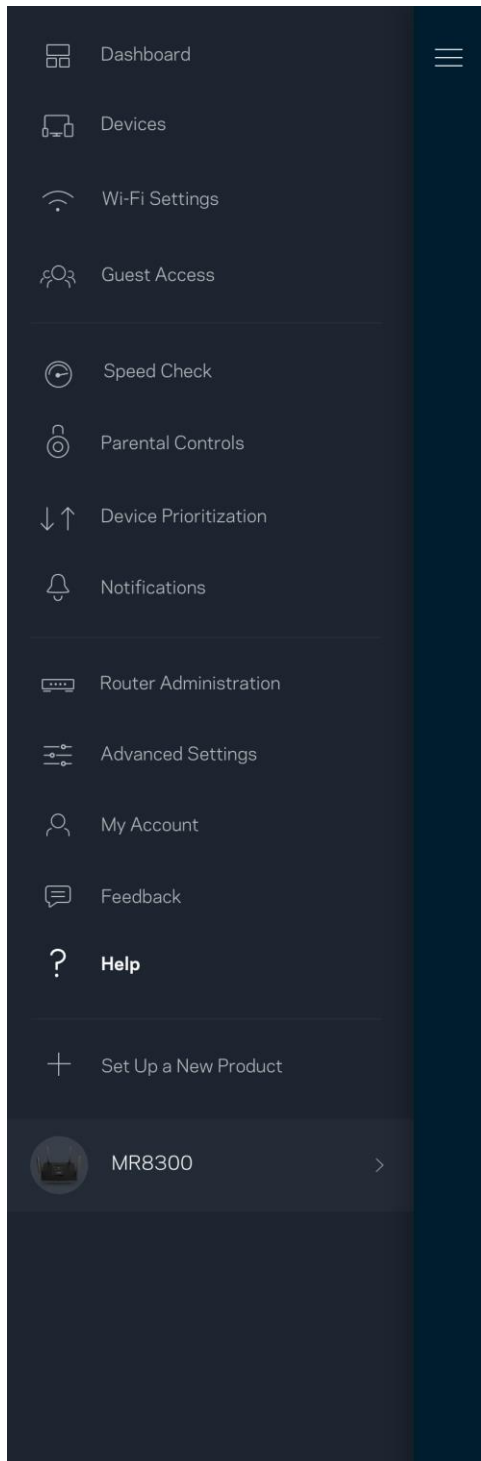 Dashboard
Devices
Wi-Fi Settings
Guest Access
Speed Check
Parental Controls
Device Prioritization
Notifications
Router Administration
Advanced Settings
My Account
Feedback
Help
Set Up a New Product
MR8300